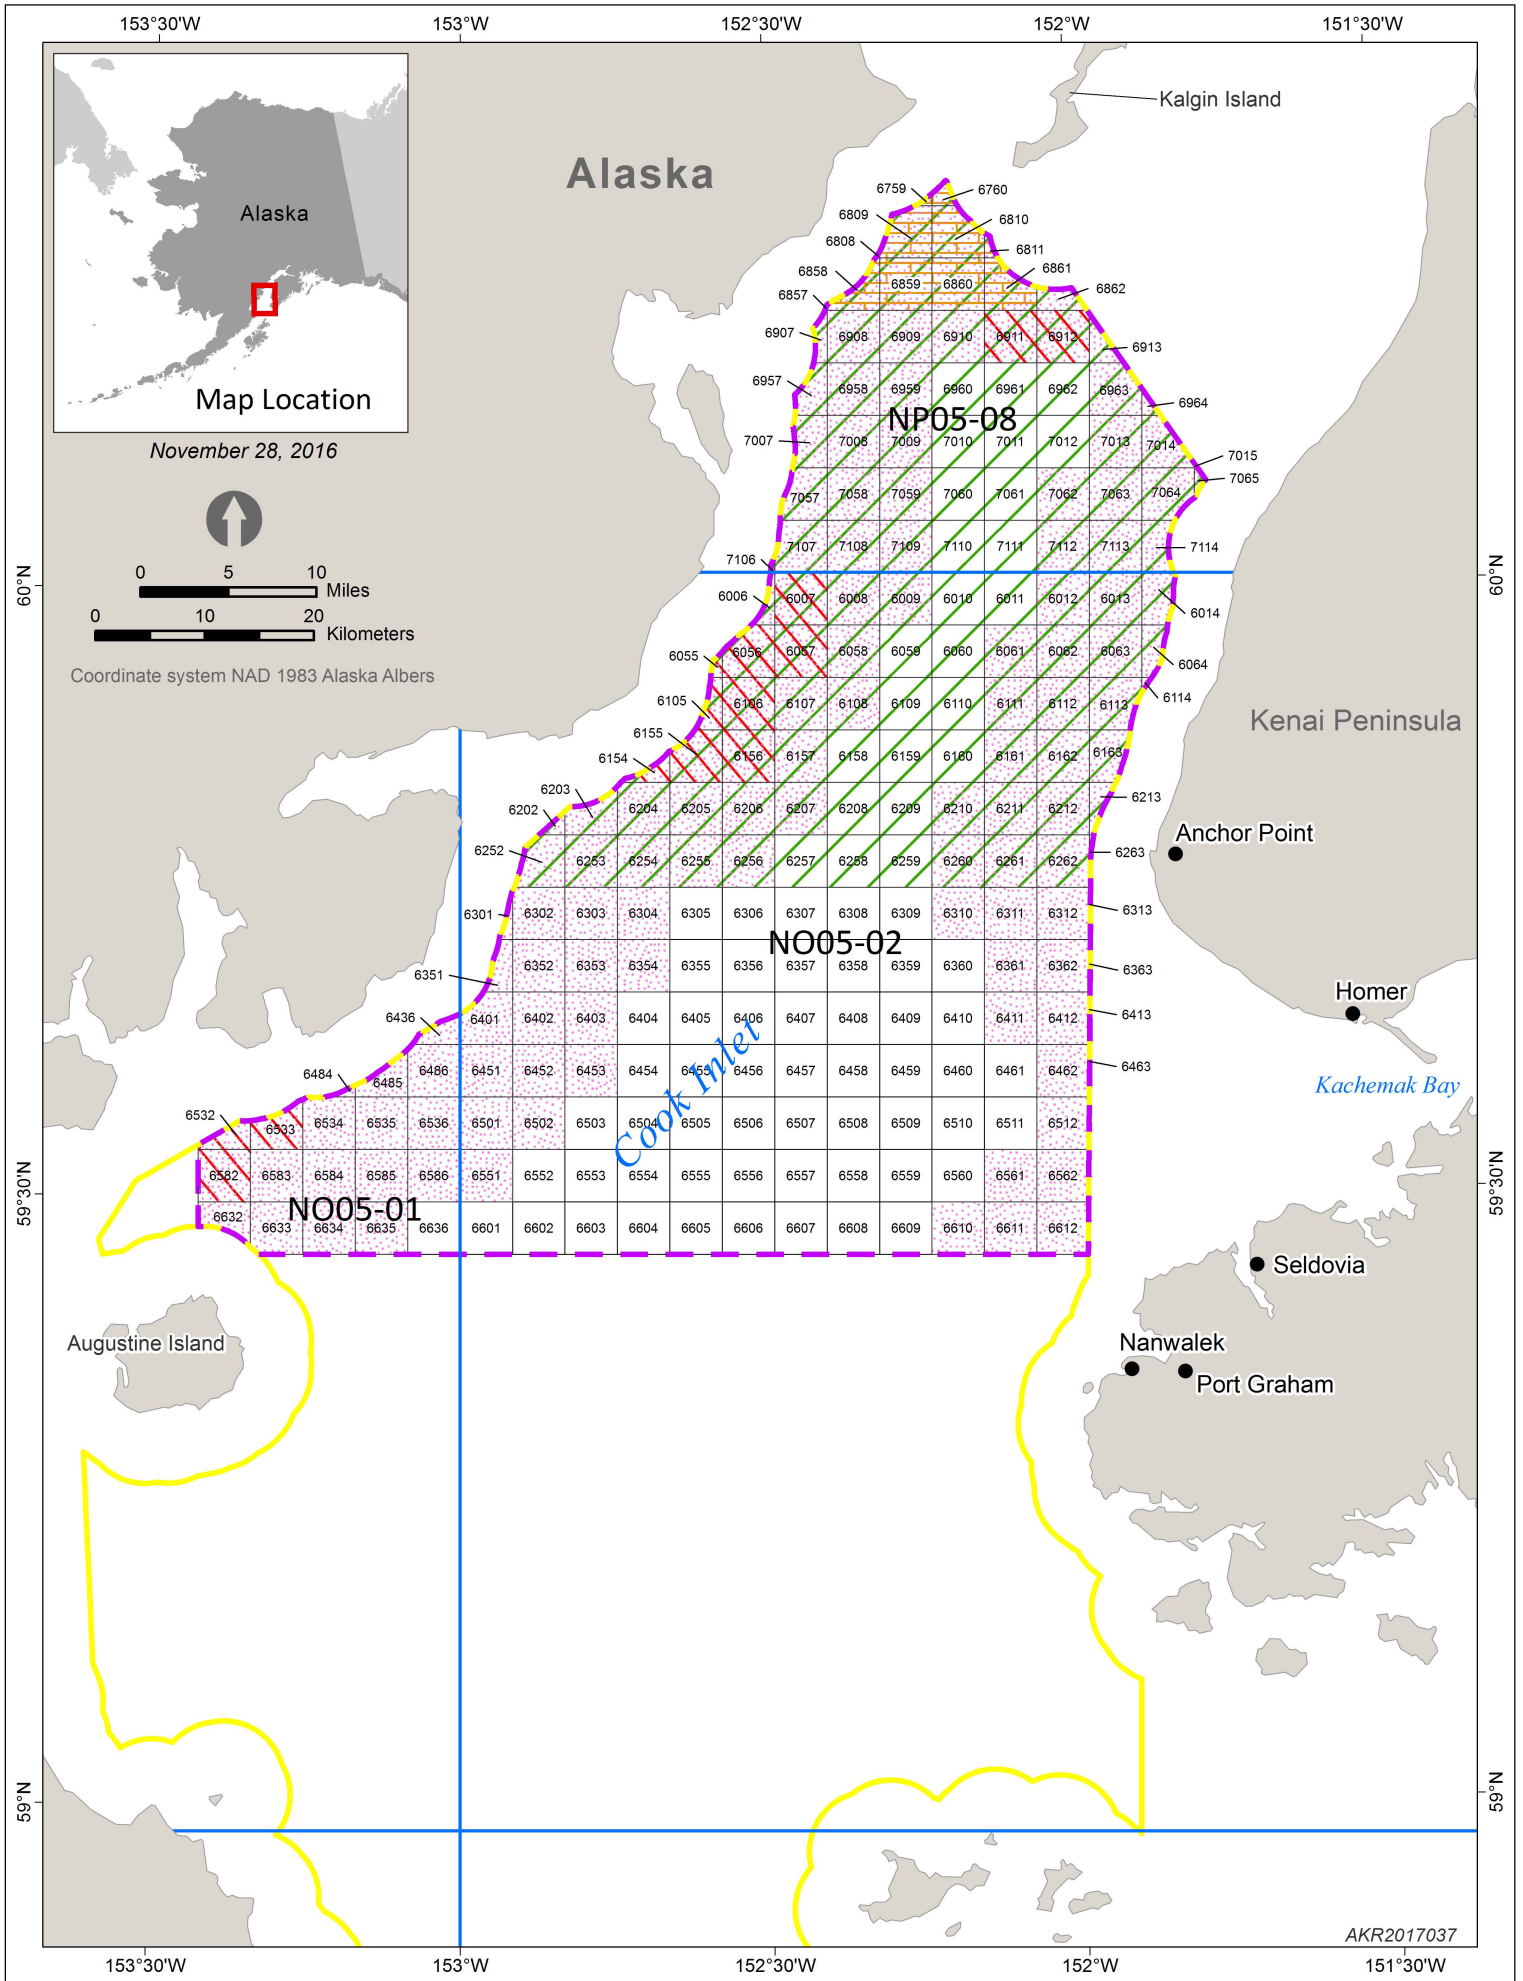 153°30'W 153°W 152°30'W 152°W 151°30'W
Kalgin Island
Alaska
Alaska
Map Location
November 28, 2016
0 5 10
Miles
0 10 20
Kilometers
Coordinate system NAD 1983 Alaska Albers
60°N
60°N
59°30'N
59°30'N
59°N
59°N
6759 6760
6809 6810
6808 6811
6858 6859 6860 6861
6857 6862
6907 6908 6909 6910 6911 6912 6913
6957 6958 6959 6960 6961 6962 6963 6964
NP05-08
7007 7008 7009 7010 7011 7012 7013 7014 7015
7057 7058 7059 7060 7061 7062 7063 7064 7065
7106 7107 7108 7109 7110 7111 7112 7113 7114
6006 6007 6008 6009 6010 6011 6012 6013 6014
6055 6056 6057 6058 6059 6060 6061 6062 6063 6064
6105 6106 6107 6108 6109 6110 6111 6112 6113 6114
Kenai Peninsula
6154 6155 6156 6157 6158 6159 6160 6161 6162 6163
6202 6203 6204 6205 6206 6207 6208 6209 6210 6211 6212 6213
Anchor Point
6252 6253 6254 6255 6256 6257 6258 6259 6260 6261 6262 6263
6301 6302 6303 6304 6305 6306 6307 6308 6309 6310 6311 6312 6313
NO05-02
6351 6352 6353 6354 6355 6356 6357 6358 6359 6360 6361 6362 6363
Homer
6436 6401 6402 6403 6404 6405 6406 6407 6408 6409 6410 6411 6412 6413
Cook Inlet
6484 6485 6486 6451 6452 6453 6454 6455 6456 6457 6458 6459 6460 6461 6462 6463
Kachemak Bay
6532 6533 6534 6535 6536 6501 6502 6503 6504 6505 6506 6507 6508 6509 6510 6511 6512
6582 6583 6584 6585 6586 6551 6552 6553 6554 6555 6556 6557 6558 6559 6560 6561 6562
NO05-01
6632 6633 6634 6635 6636 6601 6602 6603 6604 6605 6606 6607 6608 6609 6610 6611 6612
Seldovia
Augustine Island
Nanwalek
Port Graham
AKR2017037
153°30'W 153°W 152°30'W 152°W 151°30'W